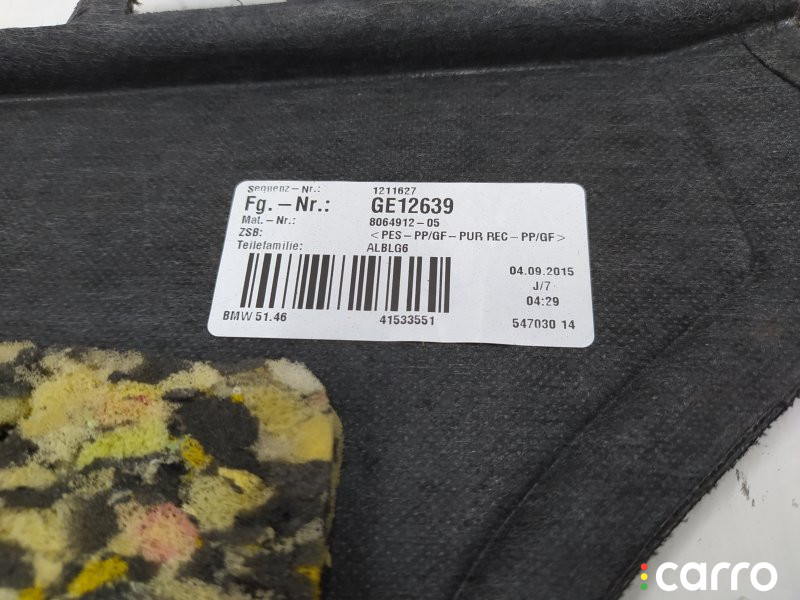 Sequenz-Nr.: 1211627
Fg.-Nr.: GE12639
Mat.-Nr.: 8064912-05
ZSB: <PES-PP/GF-PUR REC-PP/GF>
Teilefamilie: ALBLG6
04.09.2015
J/7
04:29
BMW 51.46 41533551 547030 14
carro